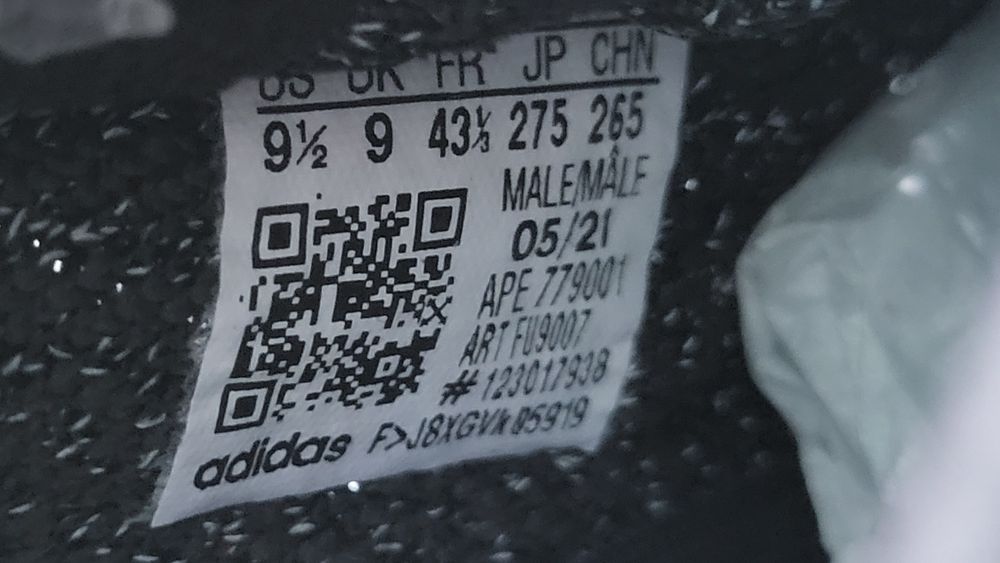 US UK FR JP CHN
9½ 9 43⅓ 275 265
MALE/MÂLE
05/21
APE 779001
ART FU9007
# 123017938
adidas F>J8XGVk05919